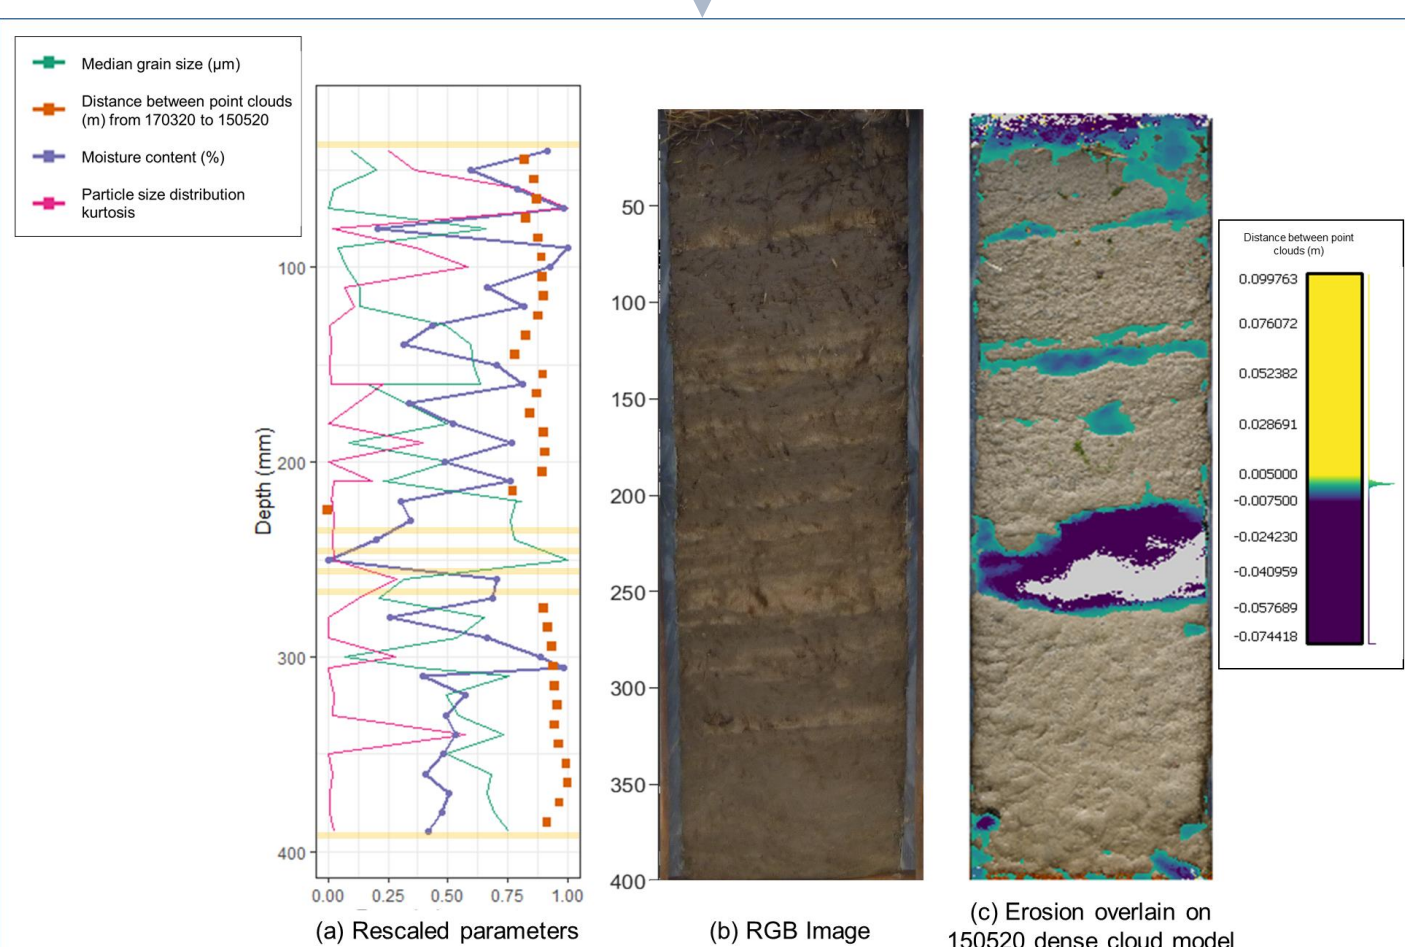 Median grain size (µm)
Distance between point clouds
(m) from 170320 to 150520
Moisture content (%)
Particle size distribution
kurtosis
Depth (mm)
100
200
300
400
0.00 0.25 0.50 0.75 1.00
(a) Rescaled parameters
50
100
150
200
250
300
350
400
(b) RGB Image
(c) Erosion overlain on
150520 dense cloud model
Distance between point
clouds (m)
0.099763
0.076072
0.052382
0.028691
0.005000
-0.007500
-0.024230
-0.040959
-0.057689
-0.074418